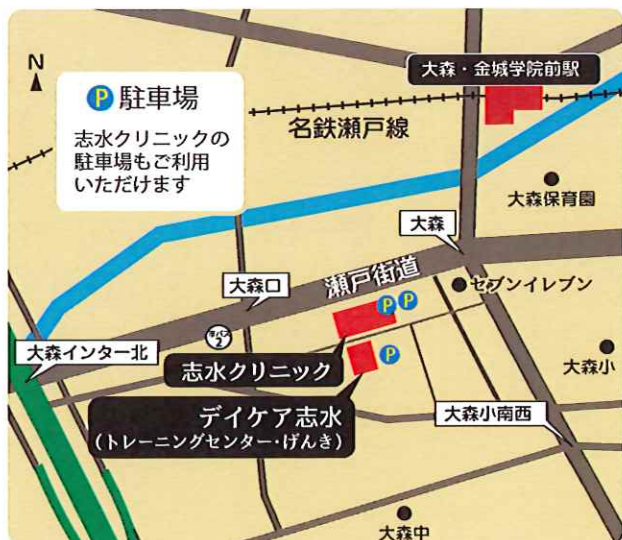 N
P 駐車場
志水クリニックの
駐車場もご利用
いただけます
大森・金城学院前駅
名鉄瀬戸線
大森保育園
大森
瀬戸街道
セブンイレブン
大森口
P P
大森インター北
志水クリニック
P
大森小
デイケア志水
(トレーニングセンター・げんき)
大森小南西
大森中